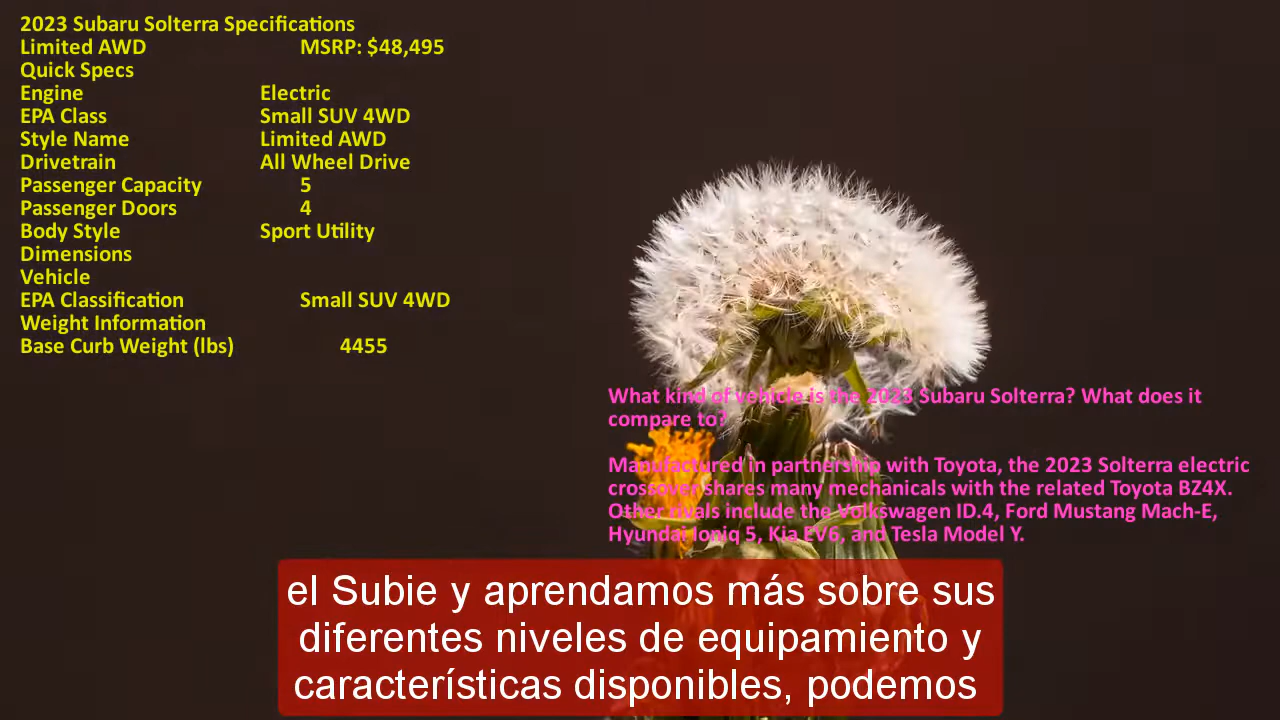 2023 Subaru Solterra Specifications
Limited AWD MSRP: $48,495
Quick Specs
Engine Electric
EPA Class Small SUV 4WD
Style Name Limited AWD
Drivetrain All Wheel Drive
Passenger Capacity 5
Passenger Doors 4
Body Style Sport Utility
Dimensions
Vehicle
EPA Classification Small SUV 4WD
Weight Information
Base Curb Weight (lbs) 4455
What kind of vehicle is the 2023 Subaru Solterra? What does it
compare to?
Manufactured in partnership with Toyota, the 2023 Solterra electric
crossover shares many mechanicals with the related Toyota BZ4X.
Other rivals include the Volkswagen ID.4, Ford Mustang Mach-E,
Hyundai Ioniq 5, Kia EV6, and Tesla Model Y.
el Subie y aprendamos más sobre sus
diferentes niveles de equipamiento y
características disponibles, podemos